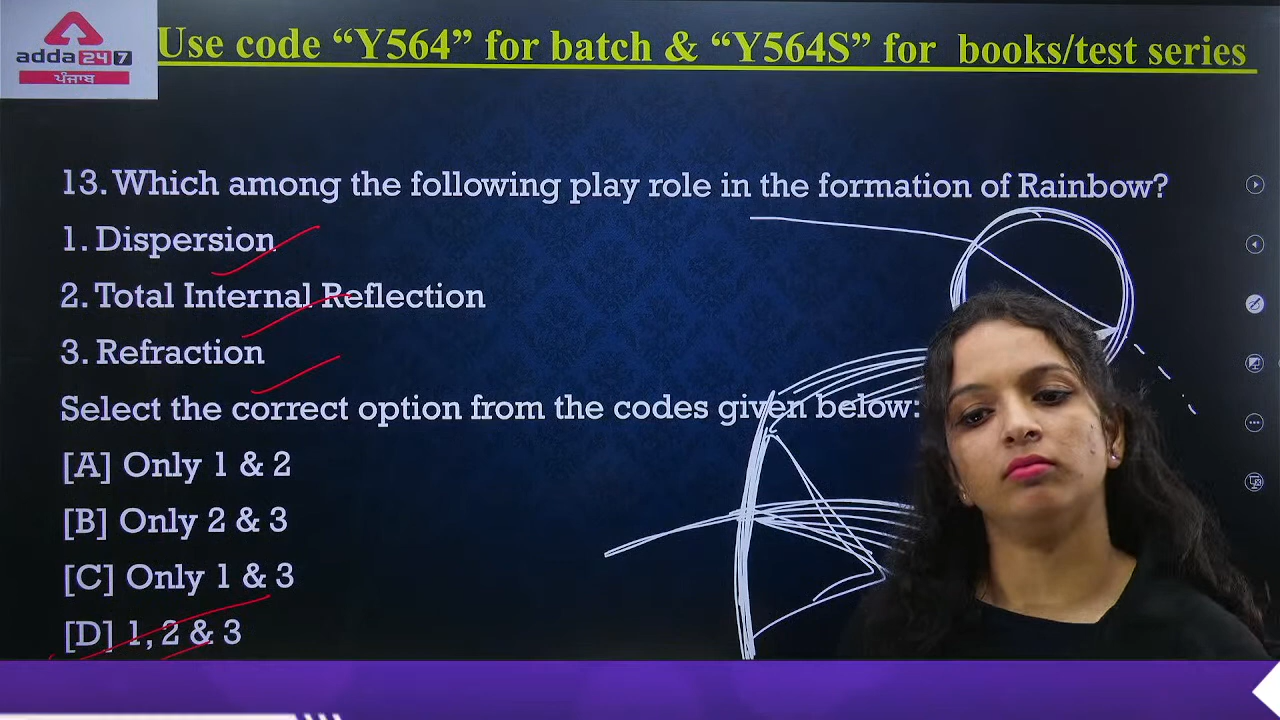 Use code “Y564” for batch & “Y564S” for books/test series
adda 247
ਪੰਜਾਬ
13. Which among the following play role in the formation of Rainbow?
1. Dispersion
2. Total Internal Reflection
3. Refraction
Select the correct option from the codes given below:
[A] Only 1 & 2
[B] Only 2 & 3
[C] Only 1 & 3
[D] 1, 2 & 3